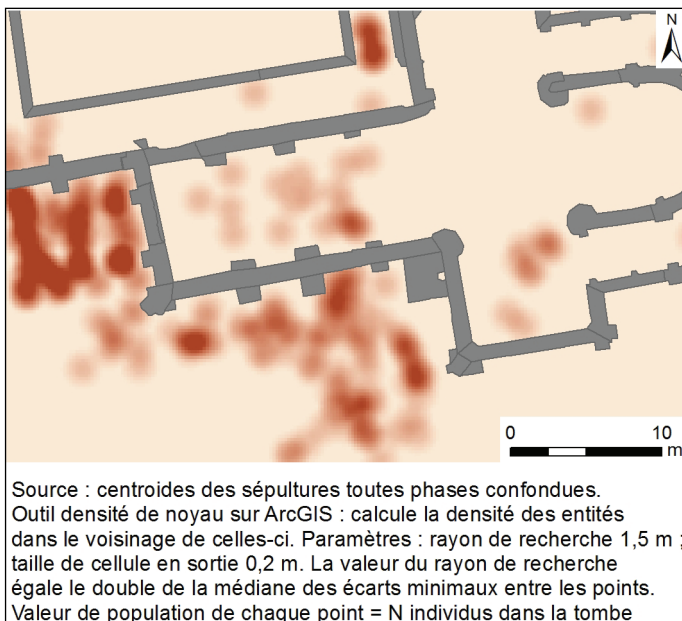 N
0 10
m
Source : centroides des sépultures toutes phases confondues.
Outil densité de noyau sur ArcGIS : calcule la densité des entités
dans le voisinage de celles-ci. Paramètres : rayon de recherche 1,5 m ;
taille de cellule en sortie 0,2 m. La valeur du rayon de recherche
égale le double de la médiane des écarts minimaux entre les points.
Valeur de population de chaque point = N individus dans la tombe